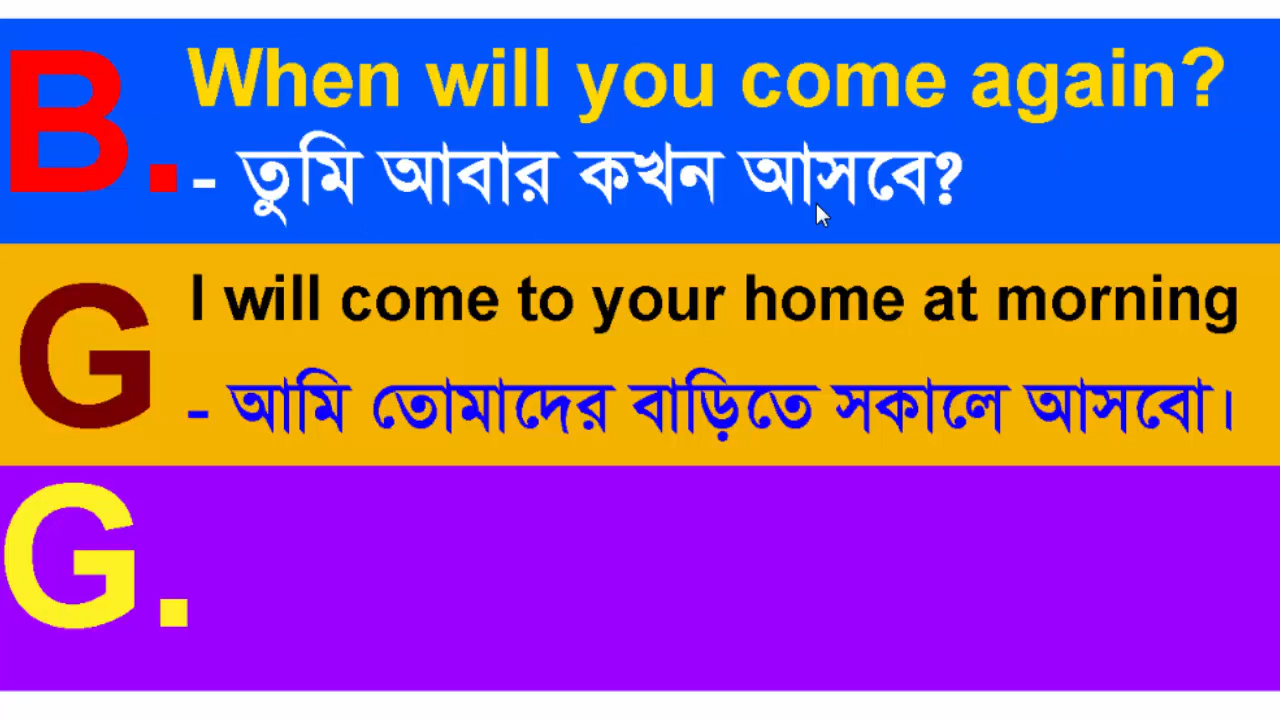 B. When will you come again?
- তুমি আবার কখন আসবে?
G I will come to your home at morning
- আমি তোমাদের বাড়িতে সকালে আসবো।
G.